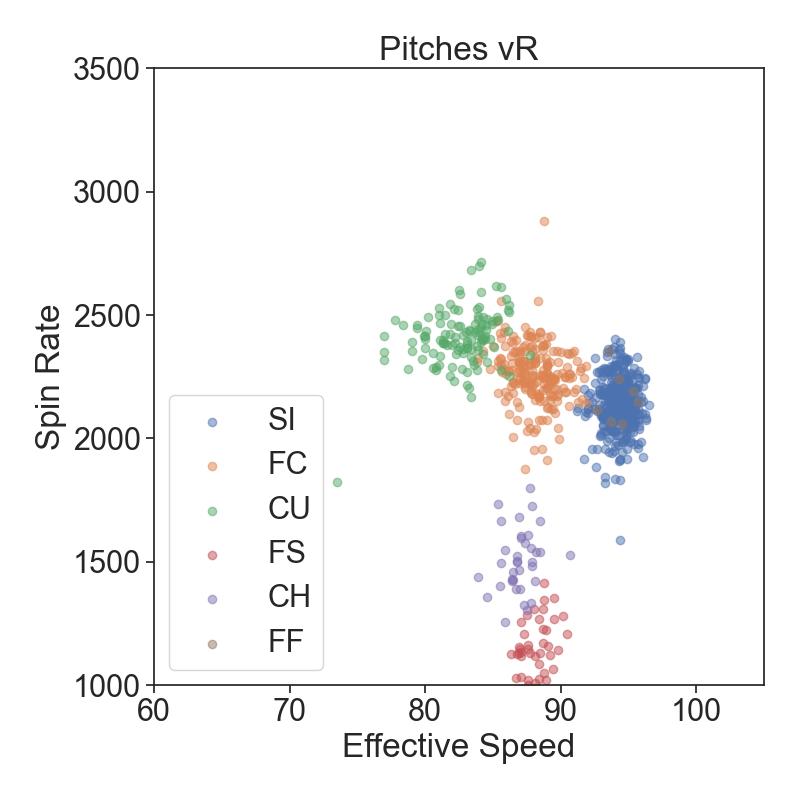 Pitches vR
3500
3000
2500
2000
1500
1000
Spin Rate
SI
FC
CU
FS
CH
FF
60 70 80 90 100
Effective Speed